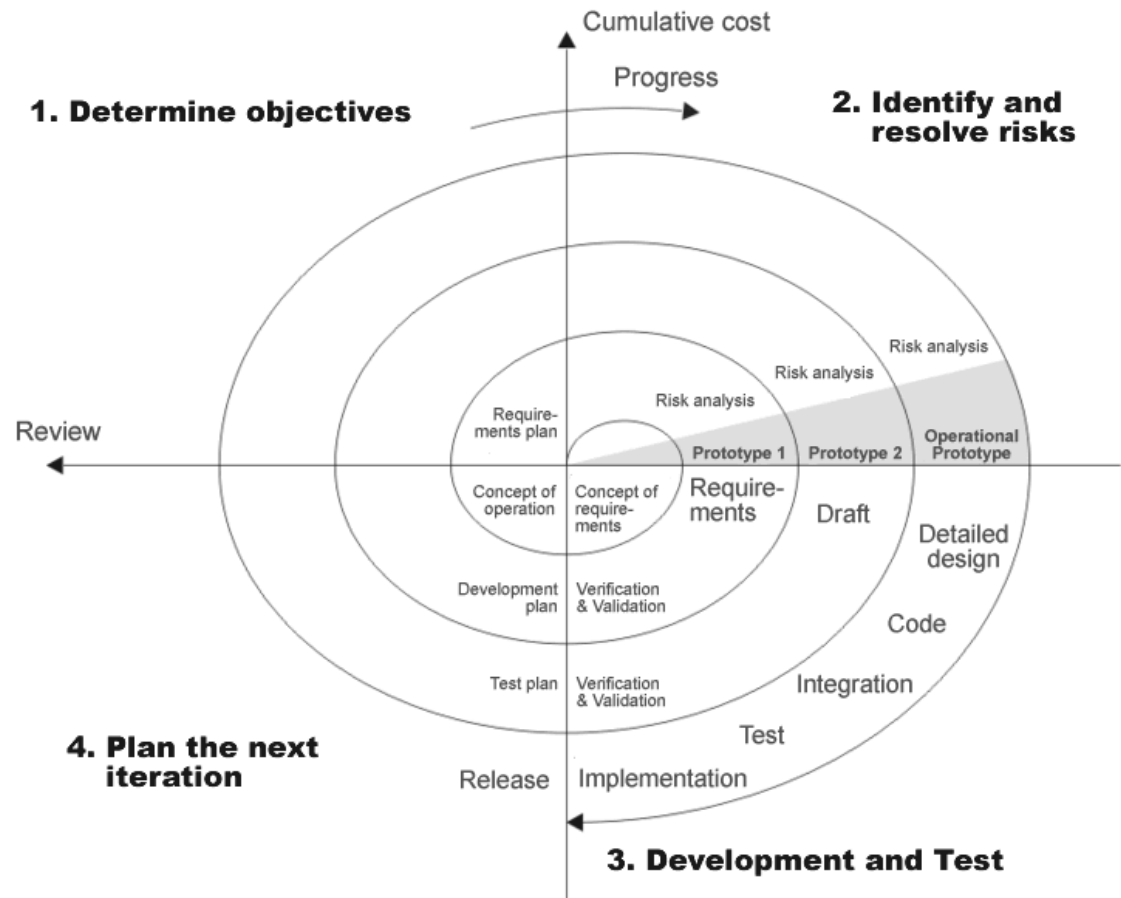 Cumulative cost
Progress
1. Determine objectives
2. Identify and
resolve risks
Risk analysis
Risk analysis
Risk analysis
Require-
ments plan
Review
Prototype 1
Prototype 2
Operational
Prototype
Concept of
operation
Concept of
require-
ments
Require-
ments
Draft
Detailed
design
Development
plan
Verification
& Validation
Code
Test plan
Verification
& Validation
Integration
Test
4. Plan the next
iteration
Release
Implementation
3. Development and Test